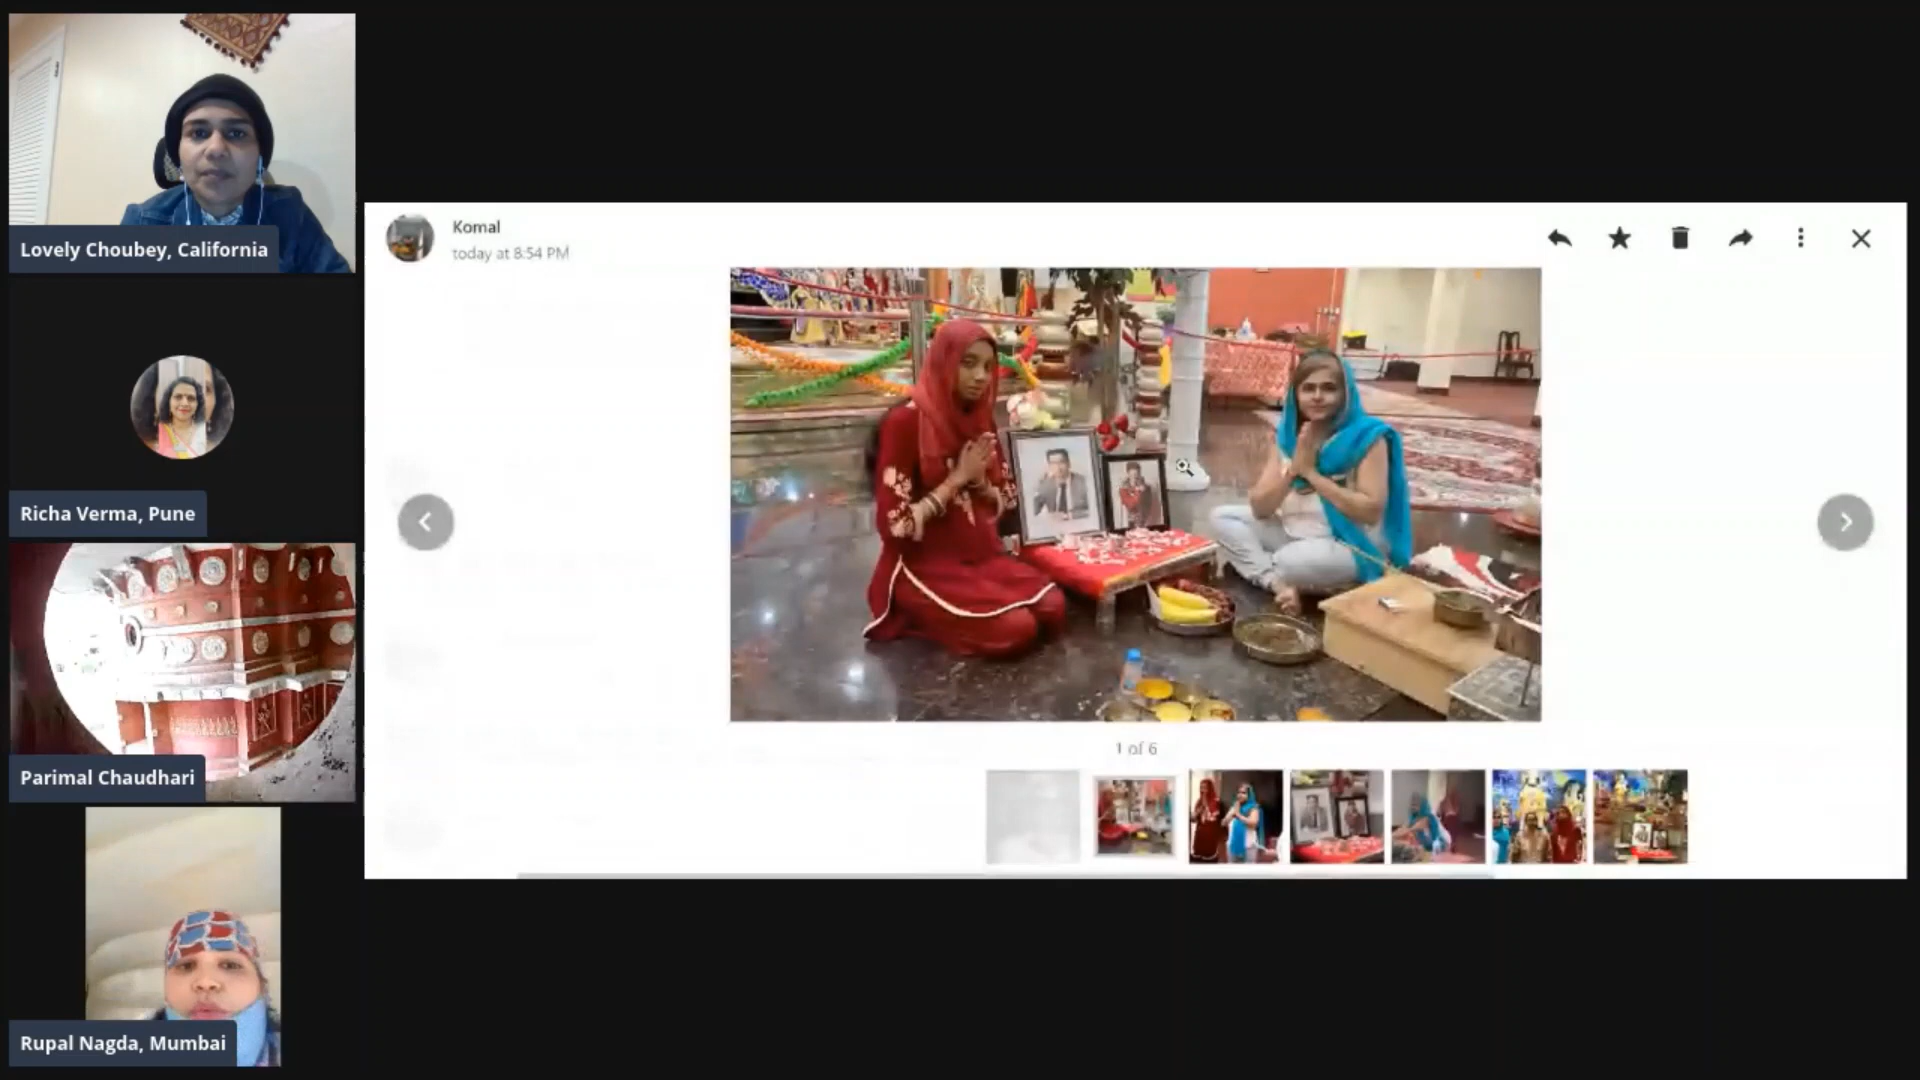 Lovely Choubey, California
Richa Verma, Pune
Parimal Chaudhari
Rupal Nagda, Mumbai
Komal
today at 8:54 PM
1 of 6